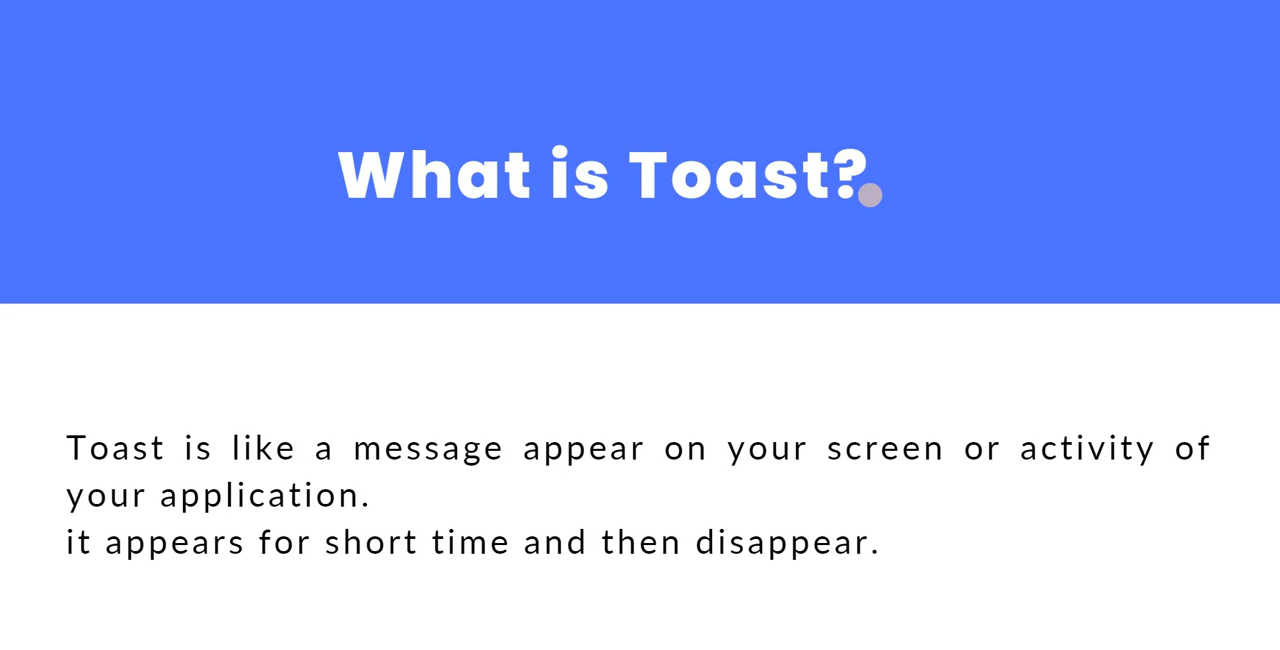 What is Toast?
Toast is like a message appear on your screen or activity of
your application.
it appears for short time and then disappear.